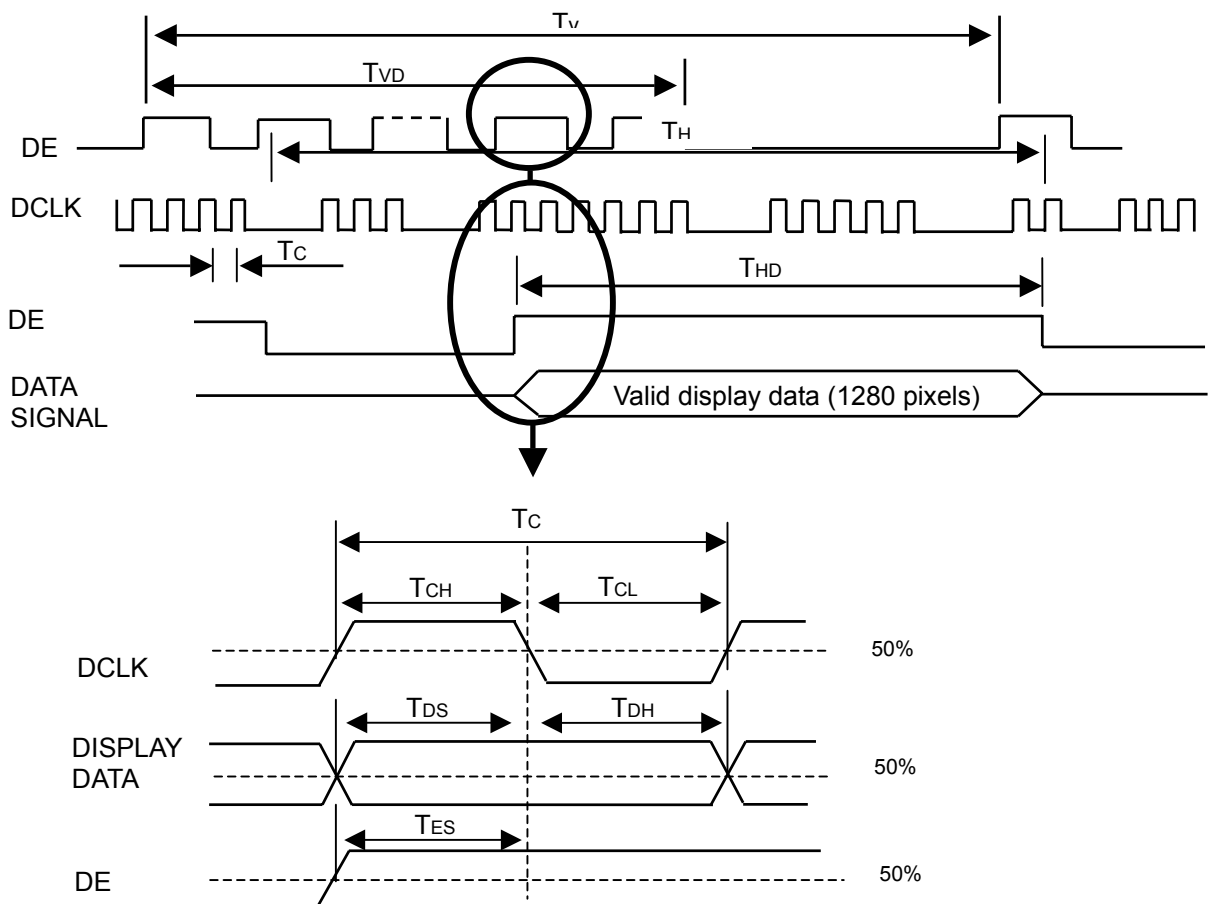 TV
TVD
TH
DE
DCLK
TC
THD
DE
DATA
SIGNAL
Valid display data (1280 pixels)
TC
TCH
TCL
DCLK
50%
TDS
TDH
DISPLAY
DATA
50%
TES
DE
50%